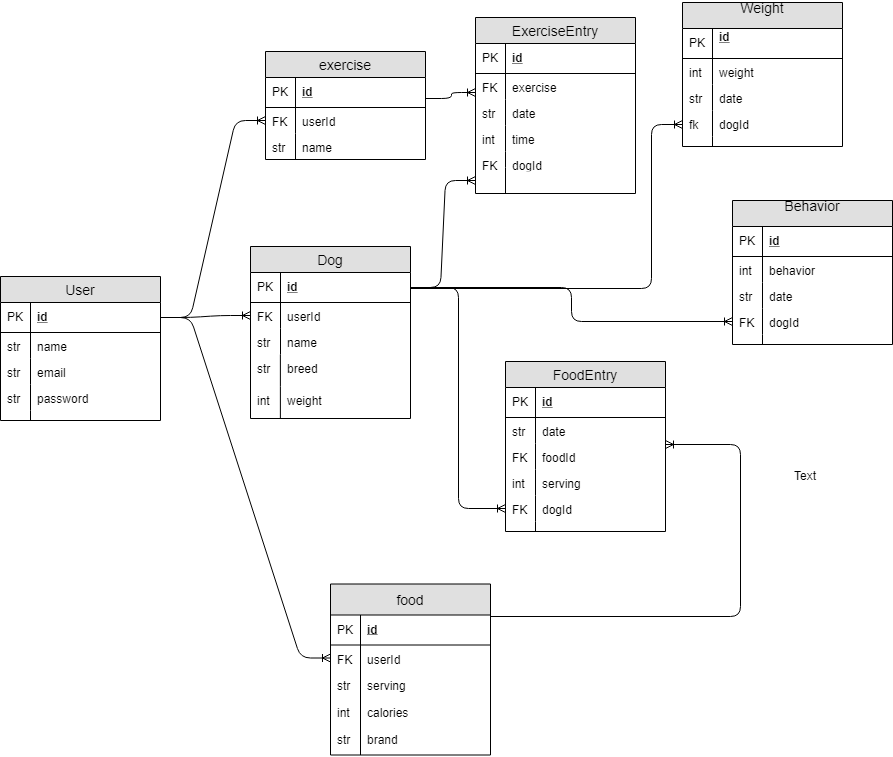 User
PK id
str name
str email
str password
exercise
PK id
FK userId
str name
Dog
PK id
FK userId
str name
str breed
int weight
food
PK id
FK userId
str serving
int calories
str brand
ExerciseEntry
PK id
FK exercise
str date
int time
FK dogId
FoodEntry
PK id
str date
FK foodId
int serving
FK dogId
Weight
PK id
int weight
str date
fk dogId
Behavior
PK id
int behavior
str date
FK dogId
Text